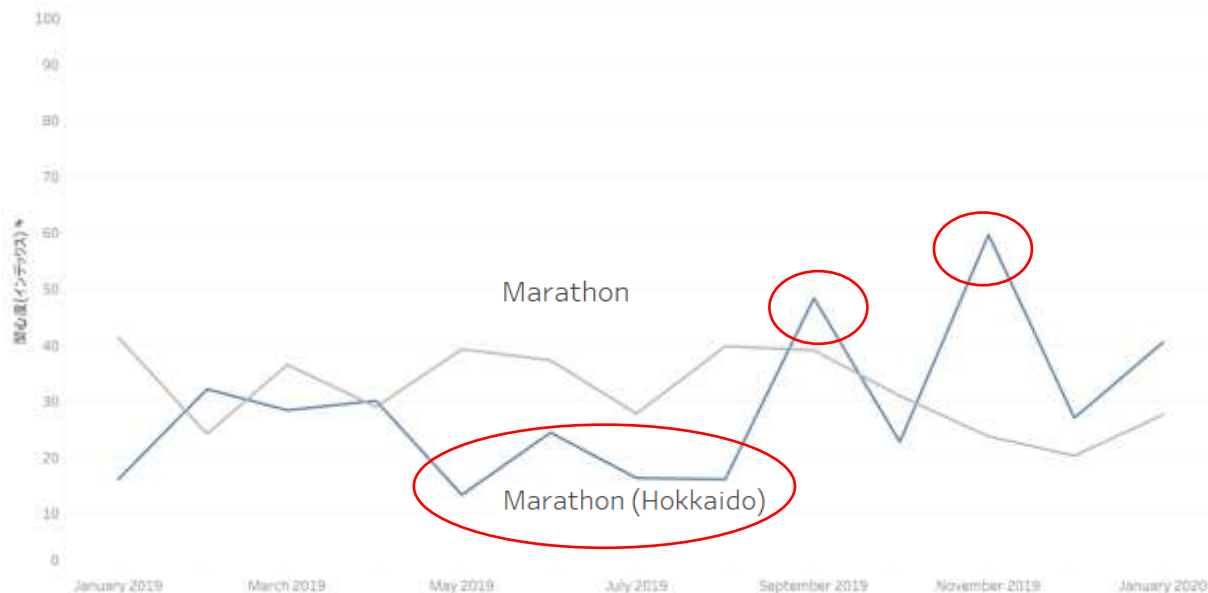 100
90
80
70
60
50
40
30
20
10
0
関心度(インデックス) *
Marathon
Marathon (Hokkaido)
January 2019
March 2019
May 2019
July 2019
September 2019
November 2019
January 2020